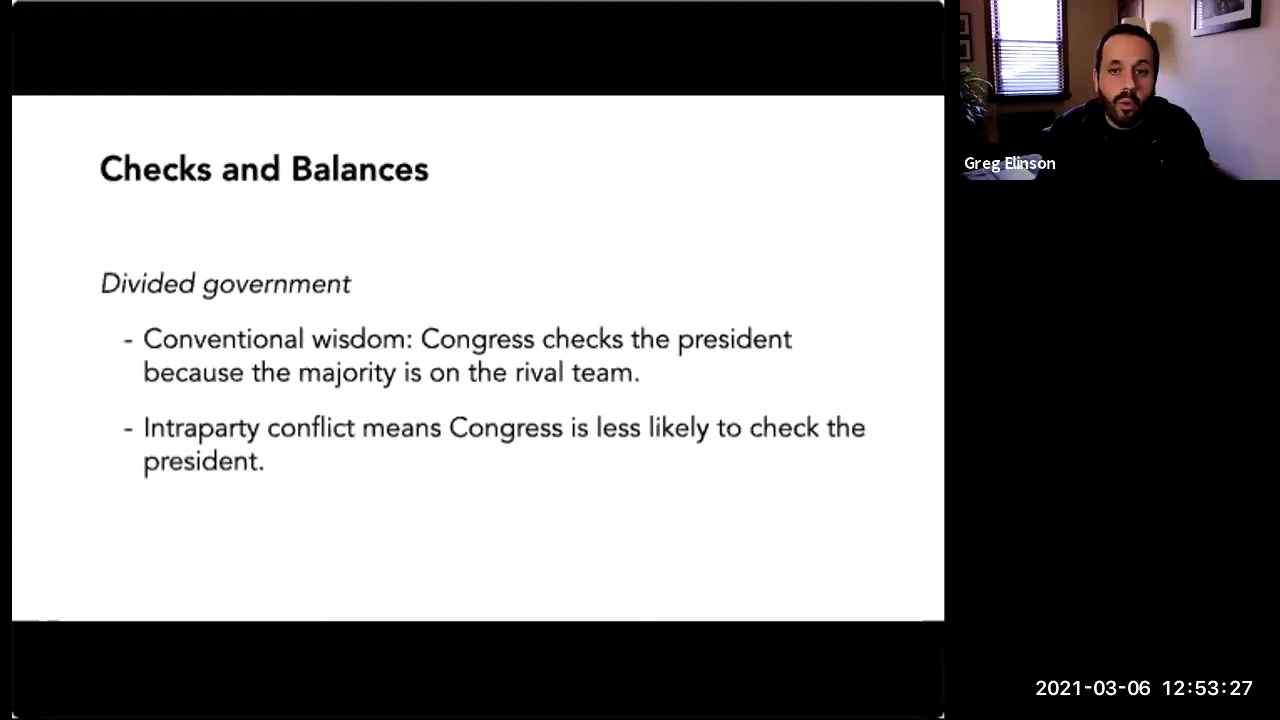 Checks and Balances
Divided government
- Conventional wisdom: Congress checks the president
because the majority is on the rival team.
- Intraparty conflict means Congress is less likely to check the
president.
Greg Elinson
2021-03-06 12:53:27